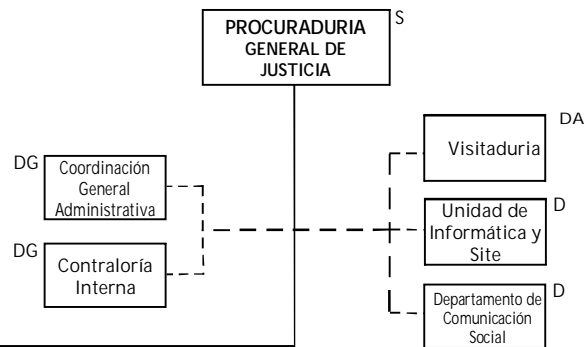 S
PROCURADURIA
GENERAL DE
JUSTICIA
DG
Coordinación
General
Administrativa
DG
Contraloría
Interna
DA
Visitaduria
D
Unidad de
Informática y
Site
D
Departamento de
Comunicación
Social